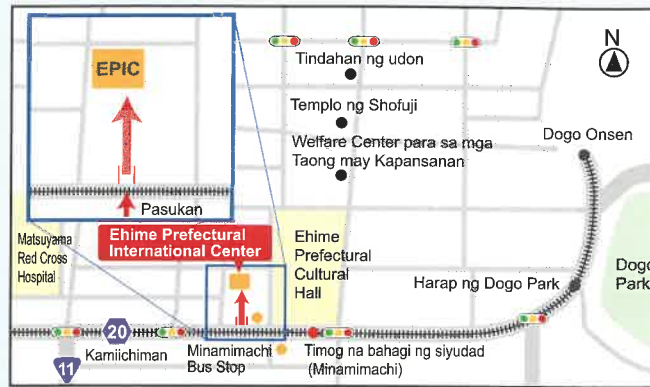 N
EPIC
Tindahan ng udon
Templo ng Shofuji
Welfare Center para sa mga
Taong may Kapansanan
Dogo Onsen
Pasukan
Matsuyama
Red Cross
Hospital
Ehime Prefectural
International Center
Ehime
Prefectural
Cultural
Hall
Harap ng Dogo Park
Dogo
Park
20
Kamiichiman
11
Minamimachi
Bus Stop
Timog na bahagi ng siyudad
(Minamimachi)